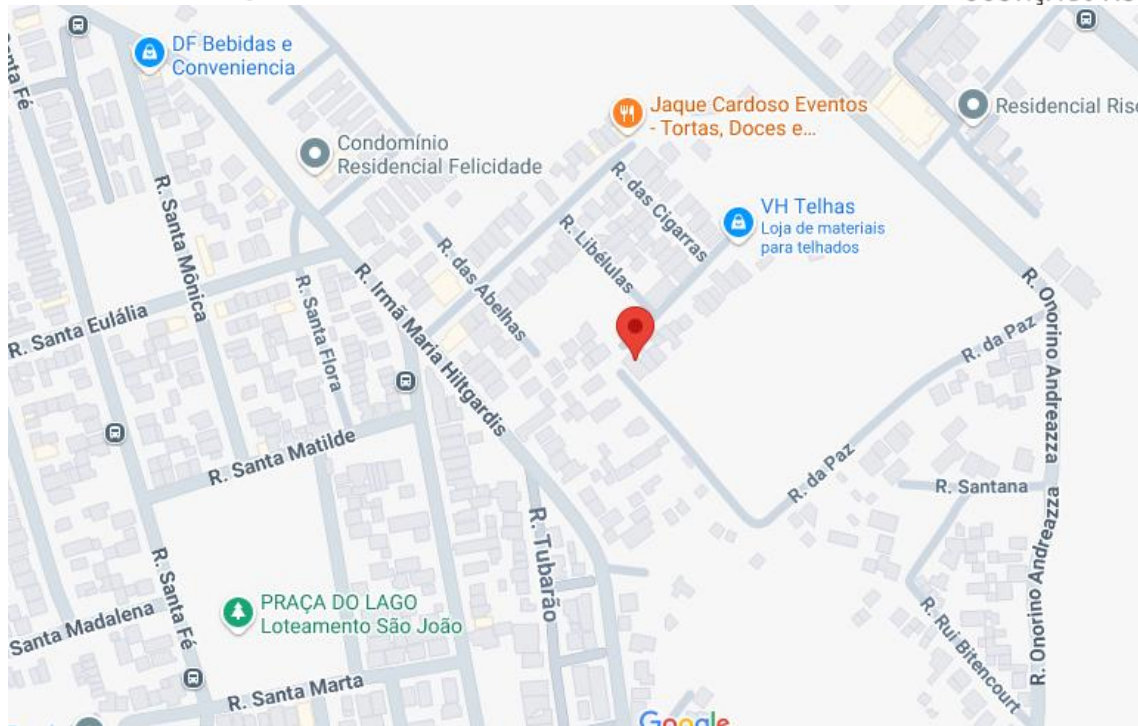 DF Bebidas e
Conveniencia
Jaque Cardoso Eventos
- Tortas, Doces e...
Residencial Rise
Condomínio
Residencial Felicidade
R. das Cigarras
VH Telhas
Loja de materiais
para telhados
R. Santa Mônica
R. Libélulas
R. das Abelhas
R. Santa Eulália
R. Santa Flora
R. Irmã Maria Hiltgardis
R. Onorino Andreazza
R. da Paz
R. Santa Matilde
R. da Paz
R. Santana
R. Tubarão
R. Santa Fé
PRAÇA DO LAGO
Loteamento São João
Santa Madalena
R. Rui Bitencourt
R. Onorino Andreazza
R. Santa Marta
Google